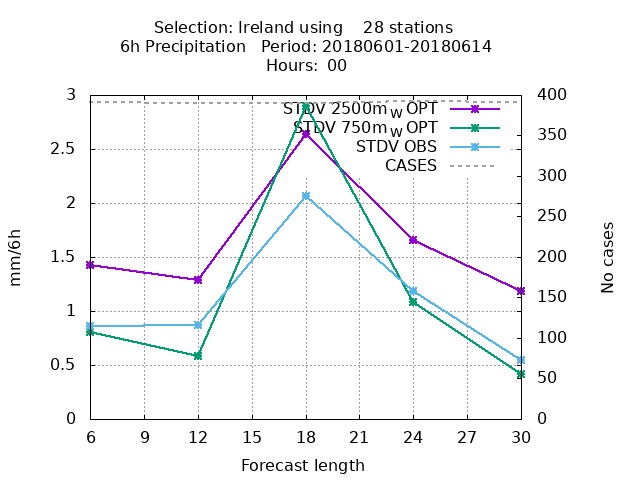 Selection: Ireland using 28 stations
6h Precipitation Period: 20180601-20180614
Hours: 00
3 400
STDV 2500m W OPT
STDV 750m W OPT
STDV OBS
CASES
350
2.5
300
2
250
1.5 200
150
1
100
0.5
50
0 0
mm/6h
No cases
6 9 12 15 18 21 24 27 30
Forecast length